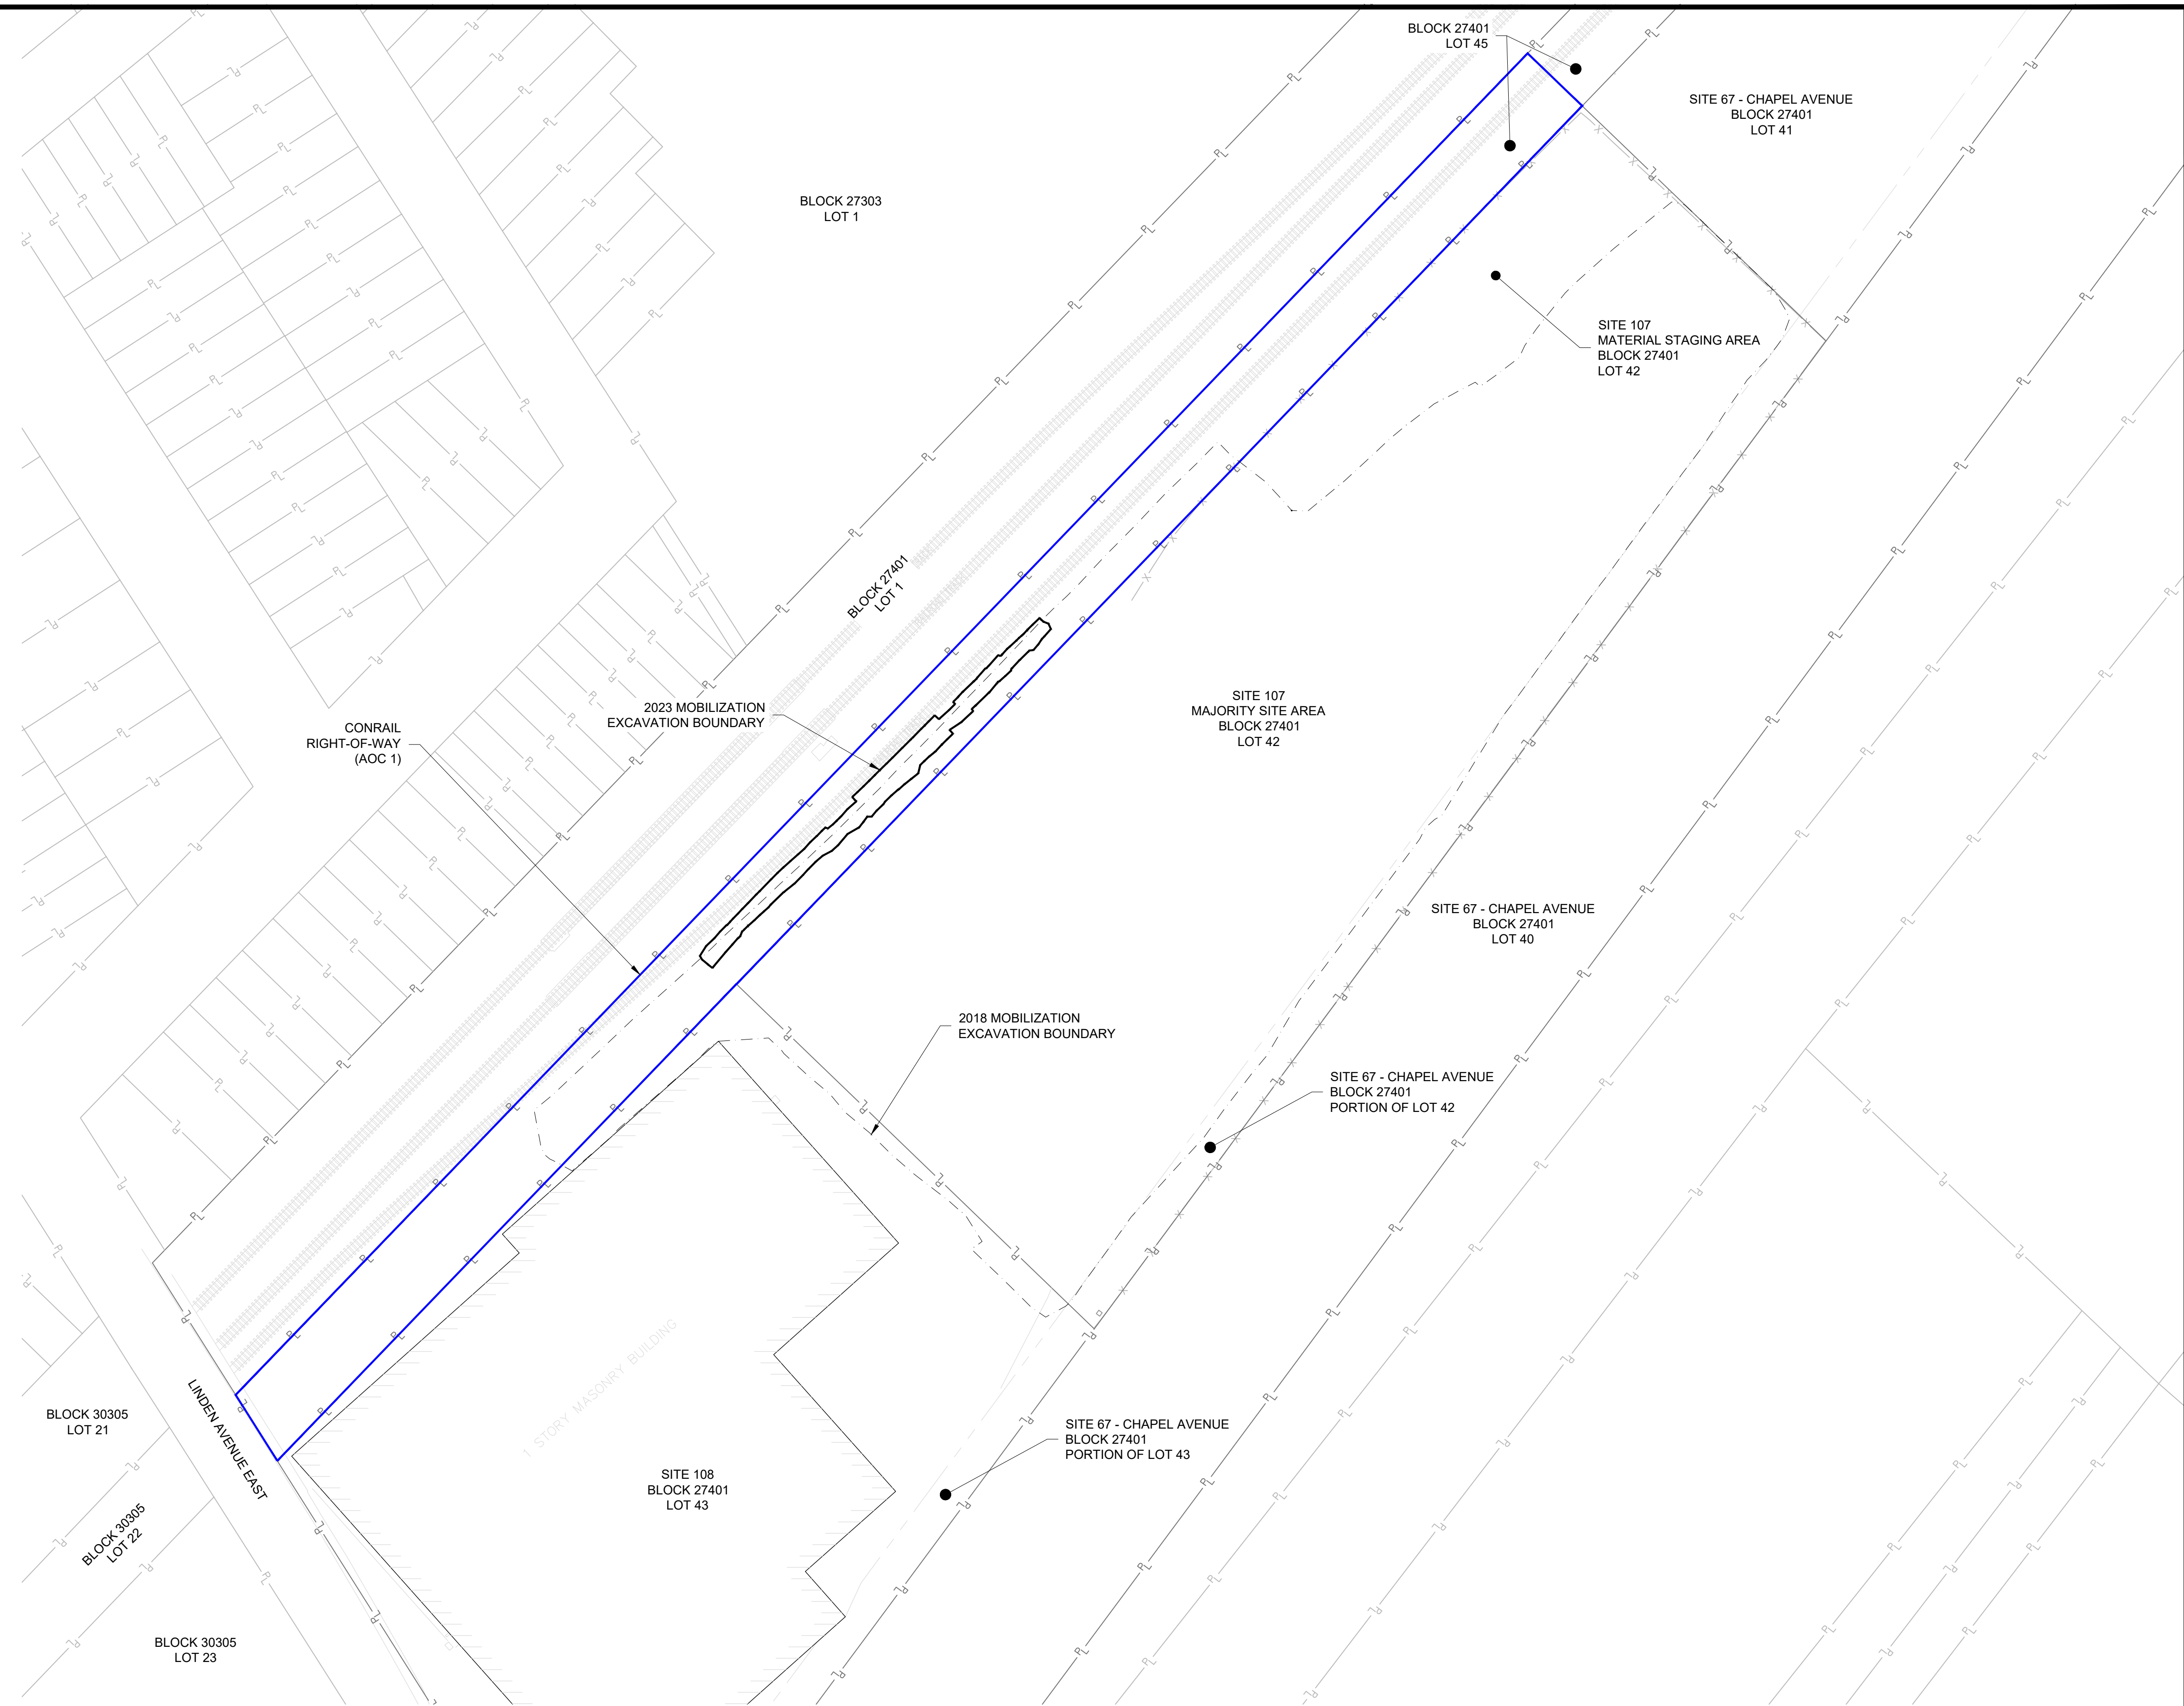 BLOCK 27401
LOT 45
SITE 67 - CHAPEL AVENUE
BLOCK 27401
LOT 41
BLOCK 27303
LOT 1
SITE 107
MATERIAL STAGING AREA
BLOCK 27401
LOT 42
BLOCK 27401
LOT 1
2023 MOBILIZATION
EXCAVATION BOUNDARY
SITE 107
MAJORITY SITE AREA
BLOCK 27401
LOT 42
CONRAIL
RIGHT-OF-WAY
(AOC 1)
SITE 67 - CHAPEL AVENUE
BLOCK 27401
LOT 40
2018 MOBILIZATION
EXCAVATION BOUNDARY
SITE 67 - CHAPEL AVENUE
BLOCK 27401
PORTION OF LOT 42
1 STORY MASONRY BUILDING
LINDEN AVENUE EAST
BLOCK 30305
LOT 21
SITE 67 - CHAPEL AVENUE
BLOCK 27401
PORTION OF LOT 43
SITE 108
BLOCK 27401
LOT 43
BLOCK 30305
LOT 22
BLOCK 30305
LOT 23